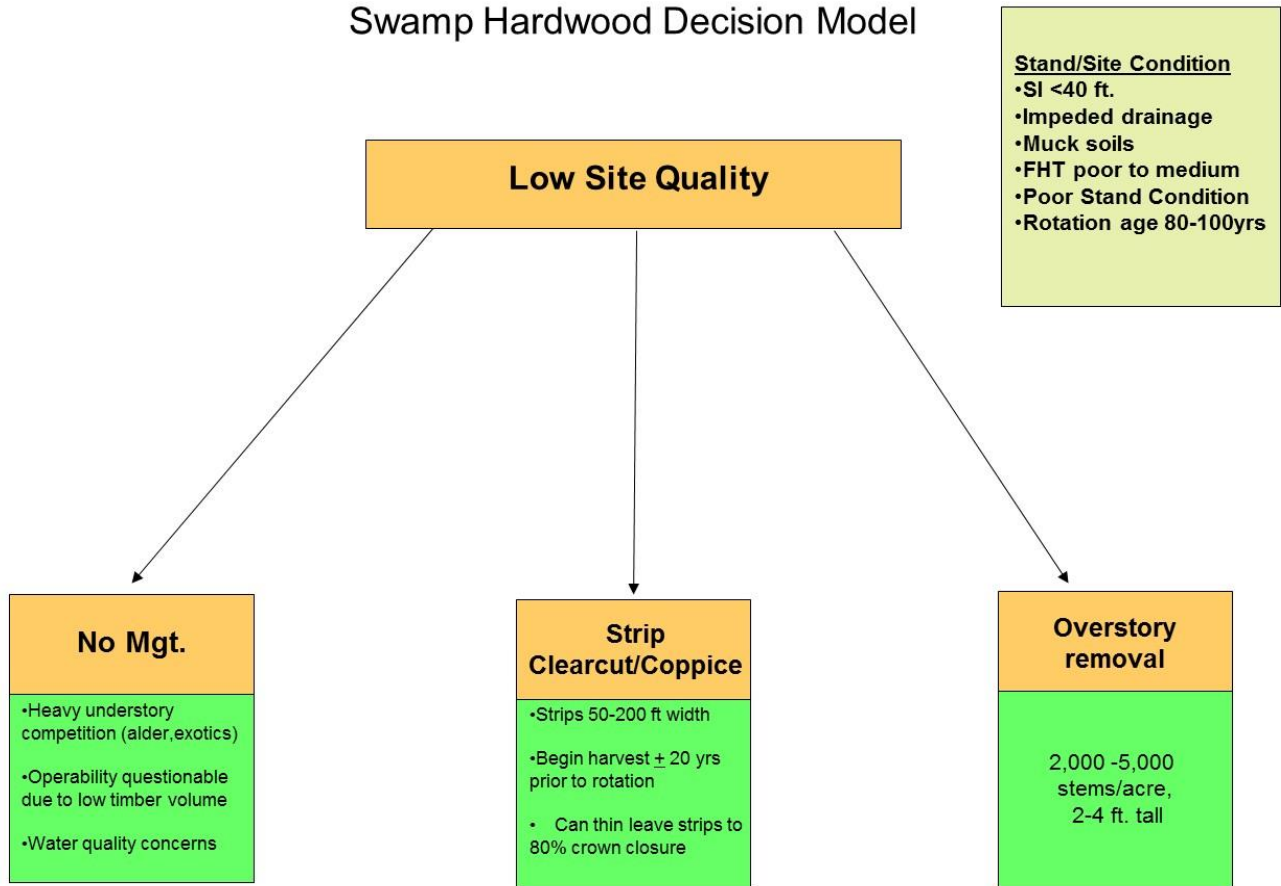 Swamp Hardwood Decision Model
Stand/Site Condition
•SI <40 ft.
•Impeded drainage
•Muck soils
•FHT poor to medium
•Poor Stand Condition
•Rotation age 80-100yrs
Low Site Quality
No Mgt.
•Heavy understory
competition (alder,exotics)
•Operability questionable
due to low timber volume
•Water quality concerns
Strip
Clearcut/Coppice
•Strips 50-200 ft width
•Begin harvest ± 20 yrs
prior to rotation
• Can thin leave strips to
80% crown closure
Overstory
removal
2,000 -5,000
stems/acre,
2-4 ft. tall